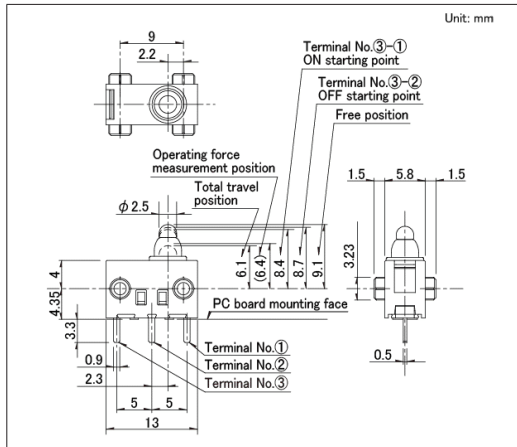 Unit: mm
9
2.2
Terminal No.③-①
ON starting point
Terminal No.③-②
OFF starting point
Free position
Operating force
measurement position
Total travel
position
φ2.5
1.5
5.8
1.5
6.1
(6.4)
8.4
8.7
9.1
3.23
4
4.35
PC board mounting face
3.3
0.9
2.3
Terminal No.①
Terminal No.②
Terminal No.③
0.5
5
5
13